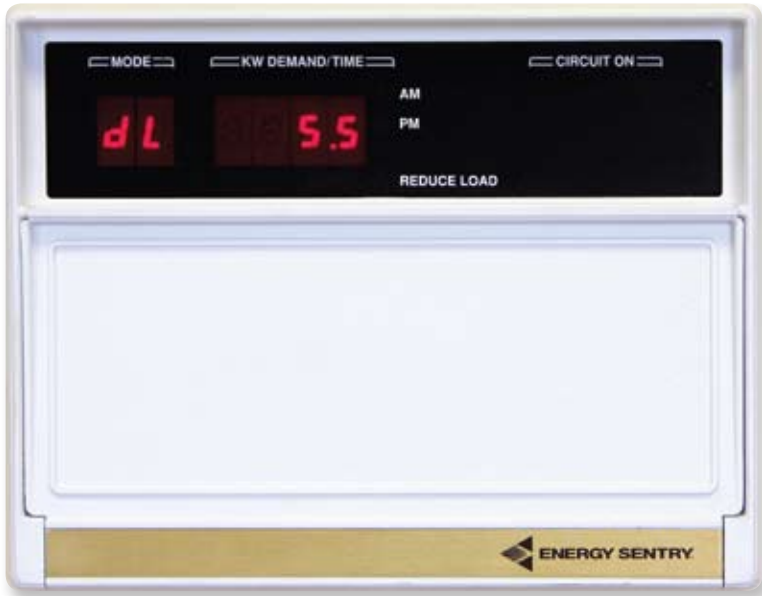 MODE
KW DEMAND/TIME
CIRCUIT ON
AM
dL
5.5
PM
REDUCE LOAD
ENERGY SENTRY